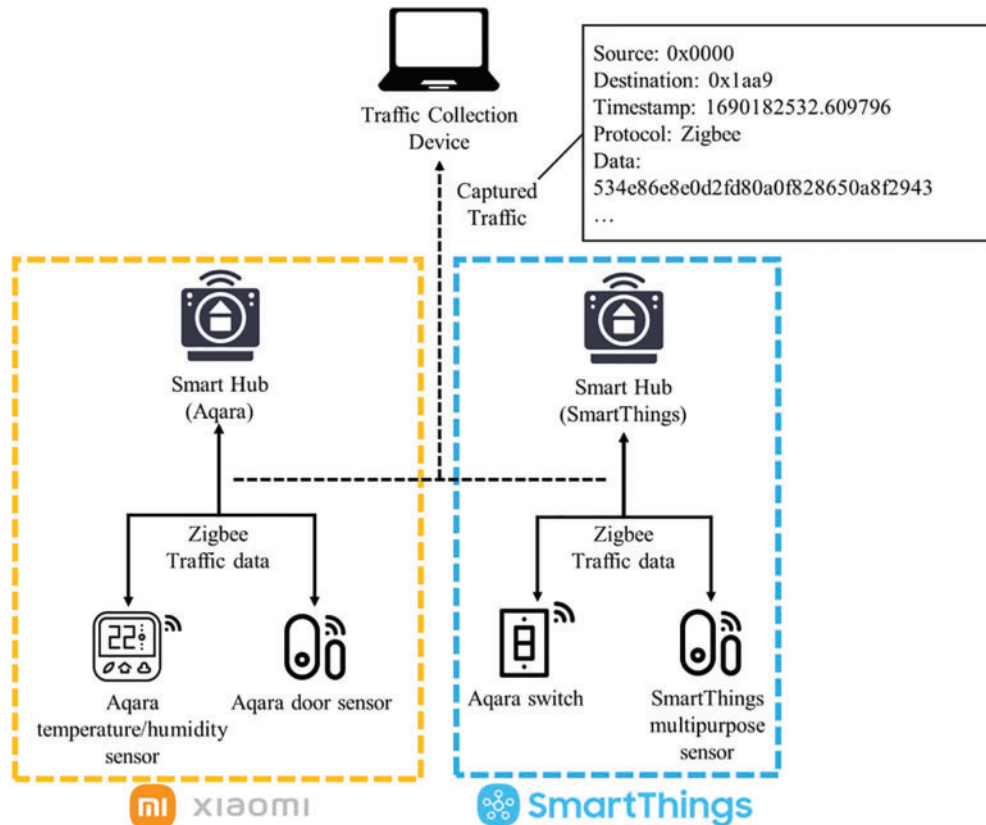 Traffic Collection
Device
Source: 0x0000
Destination: 0x1aa9
Timestamp: 1690182532.609796
Protocol: Zigbee
Data:
534e86e8e0d2fd80a0f828650a8f2943
...
Captured
Traffic
Smart Hub
(Aqara)
Smart Hub
(SmartThings)
Zigbee
Traffic data
Zigbee
Traffic data
22
Aqara
temperature/humidity
sensor
Aqara door sensor
Aqara switch
SmartThings
multipurpose
sensor
mi xiaomi
SmartThings